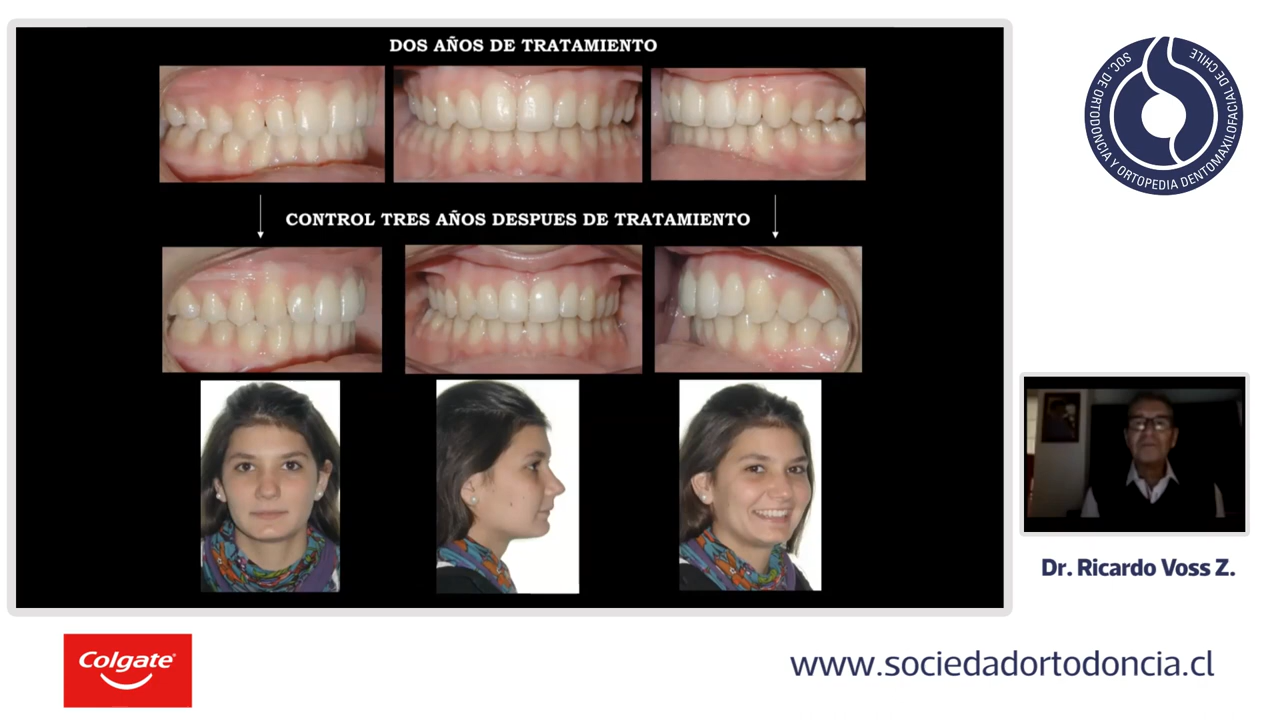 DOS AÑOS DE TRATAMIENTO
CONTROL TRES AÑOS DESPUES DE TRATAMIENTO
SOC. DE ORTODONCIA Y ORTOPEDIA DENTOMAXILOFACIAL DE CHILE
Dr. Ricardo Voss Z.
Colgate®
www.sociedadortodoncia.cl